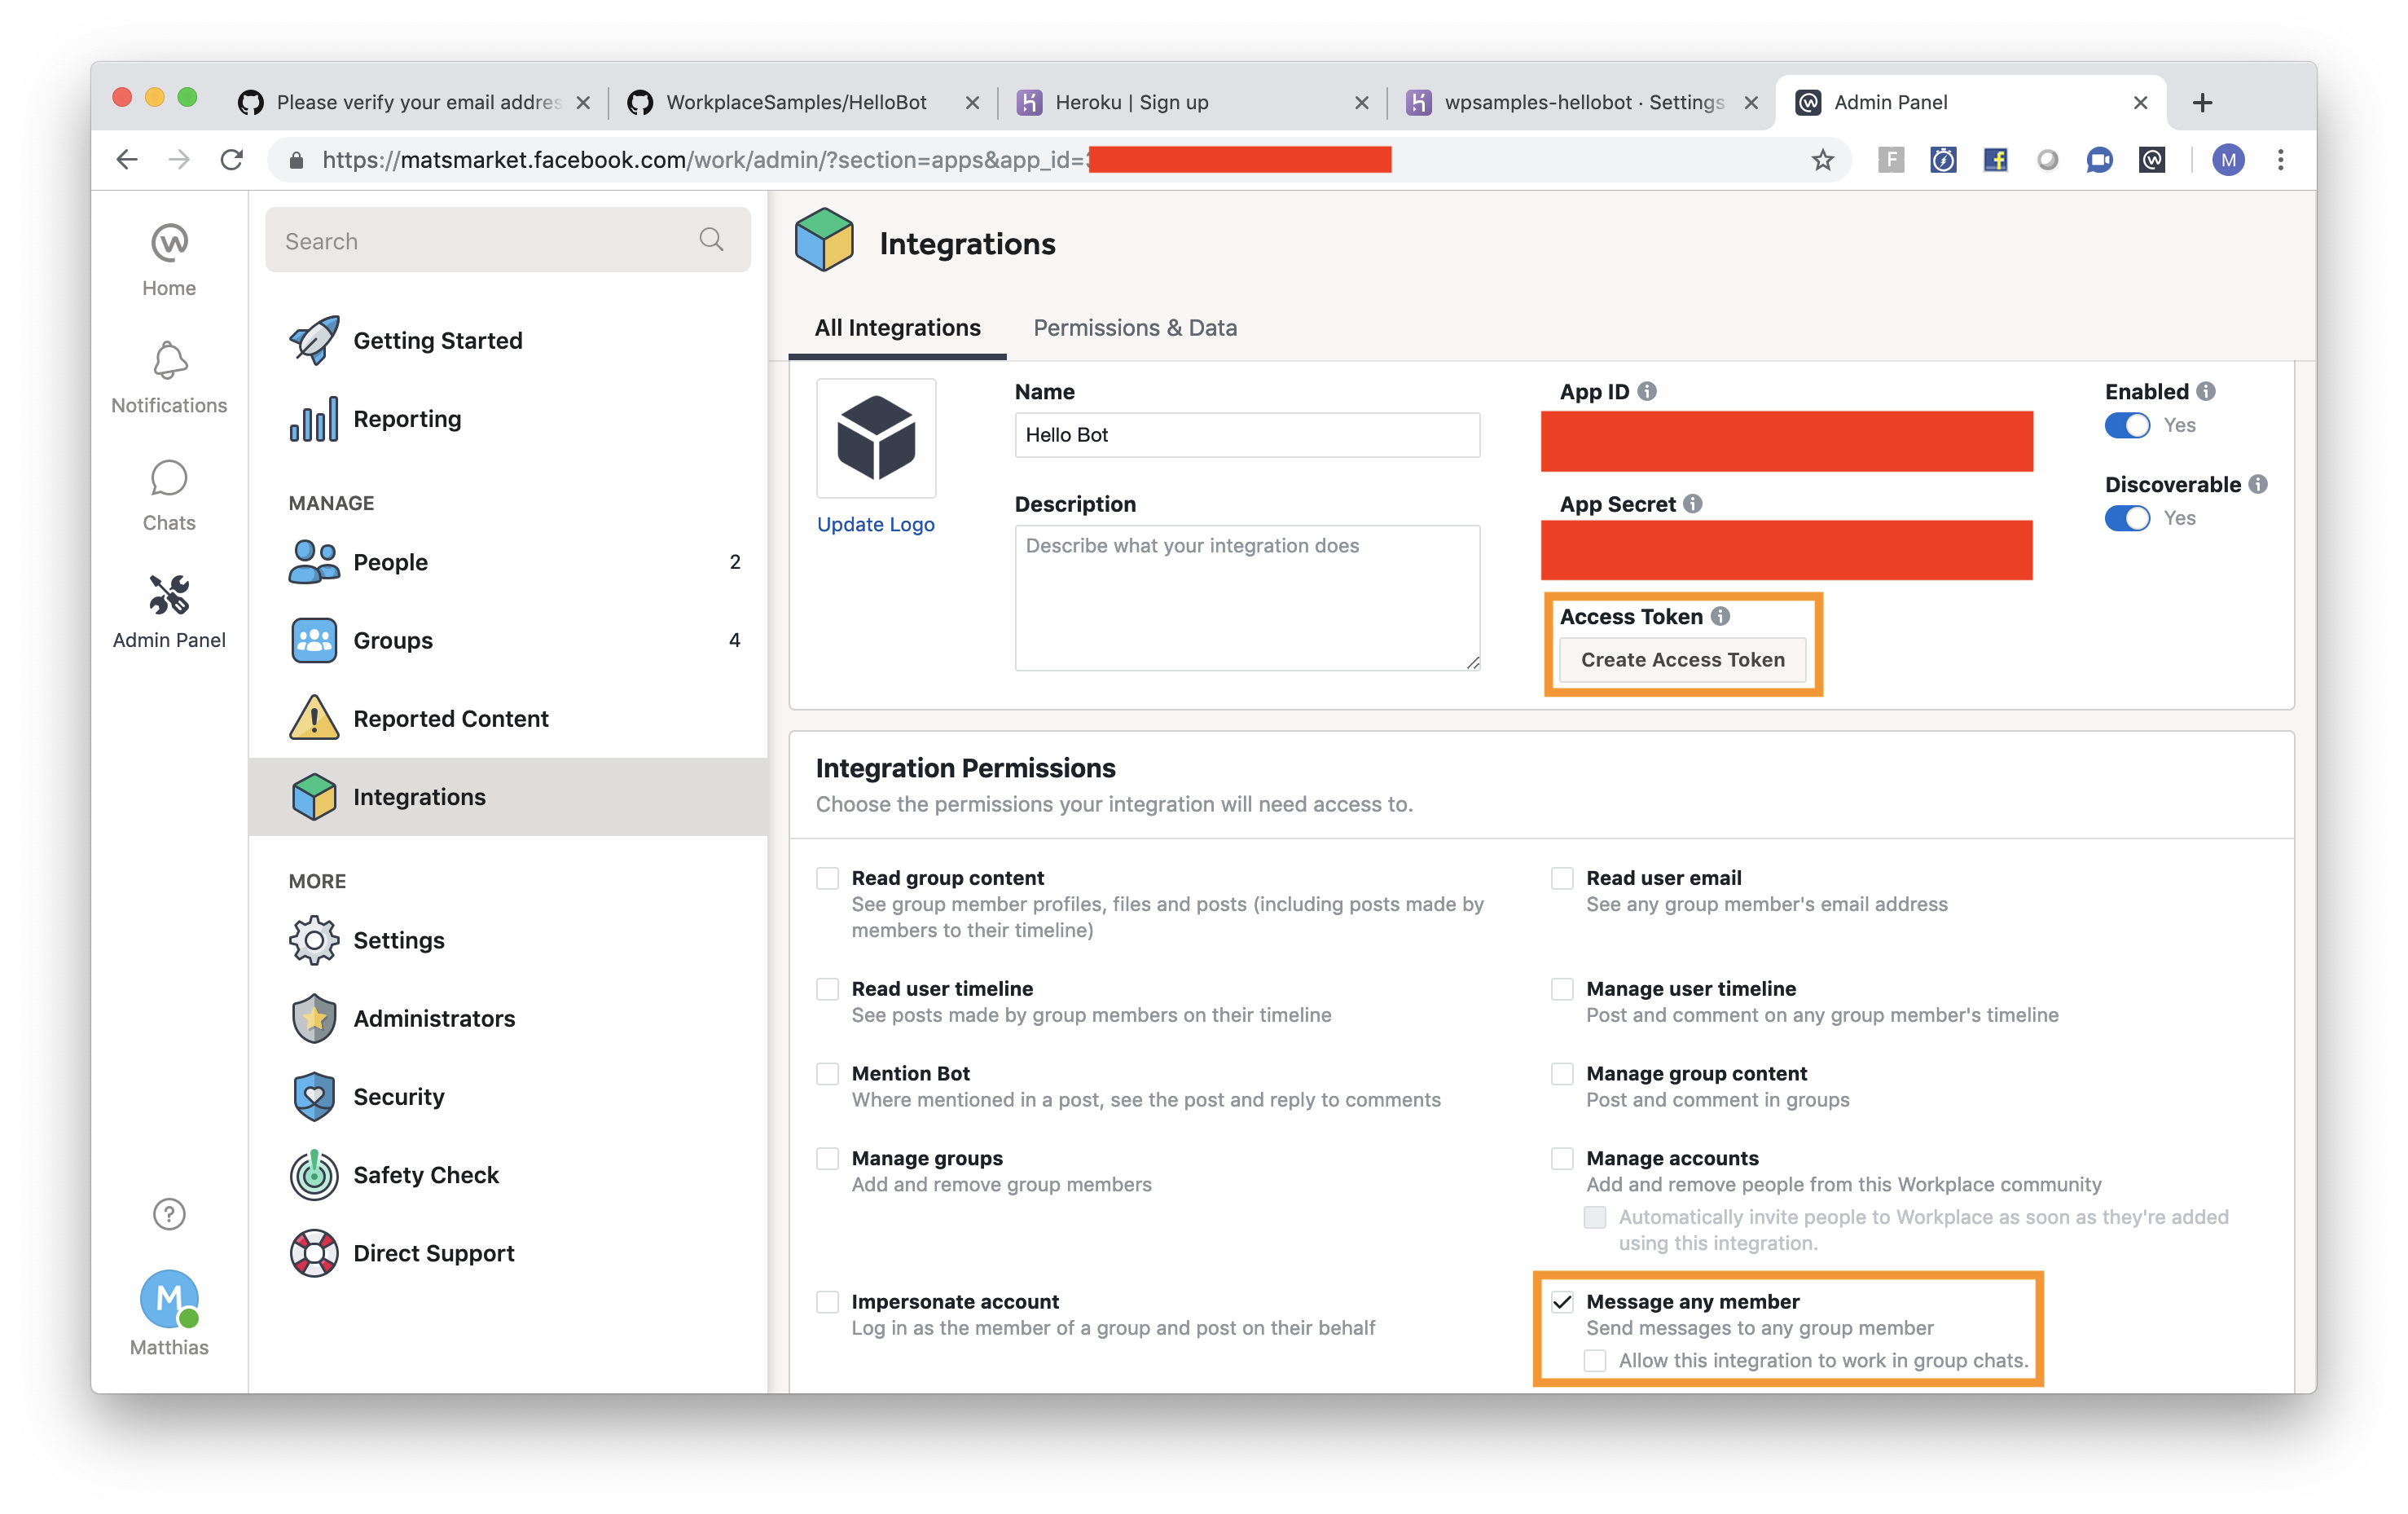 Please verify your email addres
WorkplaceSamples/HelloBot
Heroku | Sign up
wpsamples-hellobot · Settings
Admin Panel
https://matsmarket.facebook.com/work/admin/?section=apps&app_id=
F
M
Home
Notifications
Chats
Admin Panel
?
M
Matthias
Search
Getting Started
Reporting
MANAGE
People 2
Groups 4
Reported Content
Integrations
MORE
Settings
Administrators
Security
Safety Check
Direct Support
Integrations
All Integrations Permissions & Data
Update Logo
Name
Hello Bot
Description
Describe what your integration does
App ID
App Secret
Access Token
Create Access Token
Enabled
Yes
Discoverable
Yes
Integration Permissions
Choose the permissions your integration will need access to.
Read group content
See group member profiles, files and posts (including posts made by
members to their timeline)
Read user email
See any group member's email address
Read user timeline
See posts made by group members on their timeline
Manage user timeline
Post and comment on any group member's timeline
Mention Bot
Where mentioned in a post, see the post and reply to comments
Manage group content
Post and comment in groups
Manage groups
Add and remove group members
Manage accounts
Add and remove people from this Workplace community
Automatically invite people to Workplace as soon as they're added
using this integration.
Impersonate account
Log in as the member of a group and post on their behalf
Message any member
Send messages to any group member
Allow this integration to work in group chats.